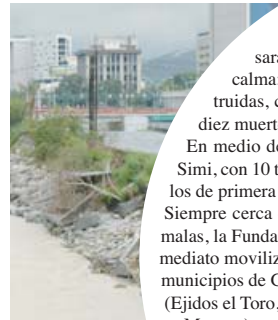 calma
truidas,
diez muert
En medio de
Simi, con 10 t
los de primera
Siempre cerca
malas, la Funda
mediato moviliz
municipios de
(Ejidos el Toro,